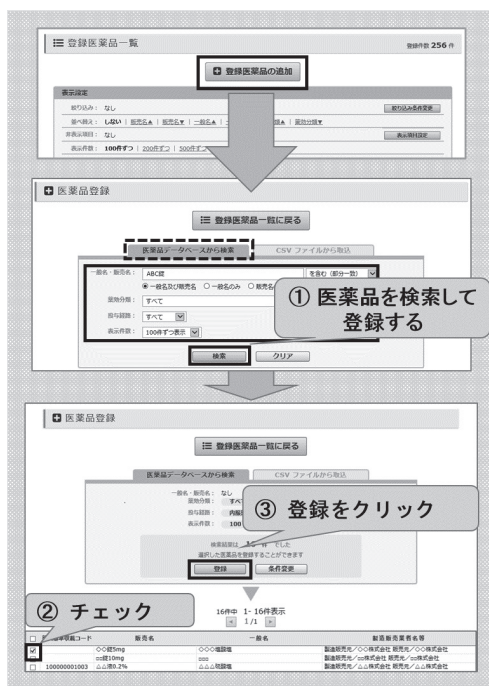 登録医薬品一覧
登録件数 256 件
登録医薬品の追加
表示設定
絞り込み： なし
絞り込み条件変更
並べ替え： しない | 販売名▲ | 販売名▼ | 一般名▲ |
類▲ | 薬効分類▼
非表示項目： なし
表示項目設定
表示件数： 100件ずつ | 200件ずつ | 500件ずつ
医薬品登録
登録医薬品一覧に戻る
医薬品データベースから検索
CSV ファイルから取込
一般名・販売名： ABC錠 を含む（部分一致）
一般名及び販売名 一般名のみ 販売名
薬効分類： すべて
投与経路： すべて
表示件数： 100件ずつ表示
検索 クリア
① 医薬品を検索して
登録する
医薬品登録
登録医薬品一覧に戻る
医薬品データベースから検索
CSV ファイルから取込
一般名・販売名： なし
薬効分類： すべ
投与経路： 内服
表示件数： 100
③ 登録をクリック
検索結果は 件 でした
選択した医薬品を登録することができます
登録 条件変更
② チェック
16件中 1- 16件表示
1 /1
収載コード 販売名 一般名 製造販売業者名等
◇◇錠5mg ◇◇◇塩酸塩 製造販売元／◇◇株式会社 販売元／◇◇株式会社
□□錠10mg □□□ 製造販売元／□□株式会社 販売元／□□株式会社
100000001003 △△液0.2% △△△硫酸塩 製造販売元／△△株式会社 販売元／△△株式会社